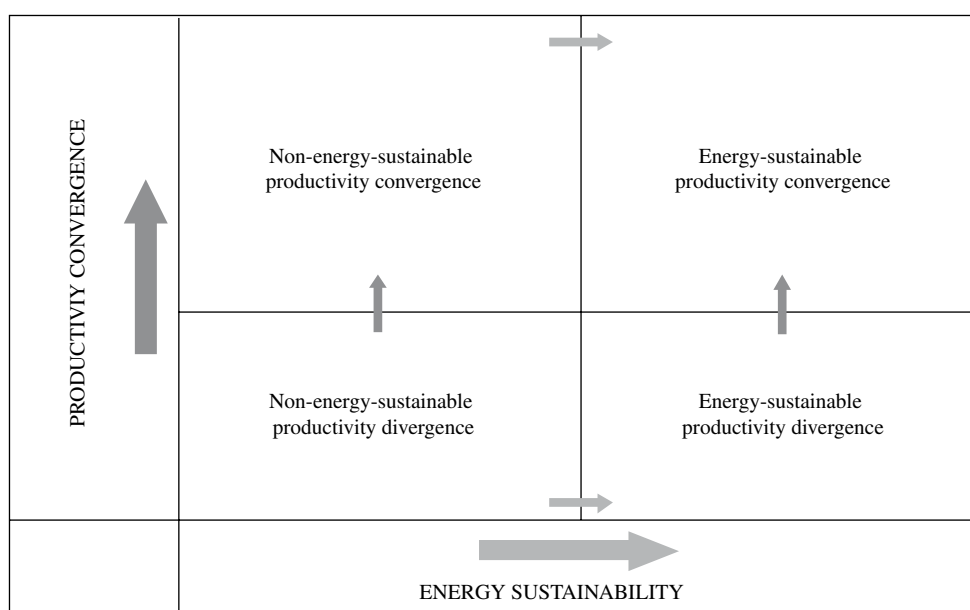 PRODUCTIVIY CONVERGENCE
Non-energy-sustainable
productivity convergence
Energy-sustainable
productivity convergence
Non-energy-sustainable
productivity divergence
Energy-sustainable
productivity divergence
ENERGY SUSTAINABILITY